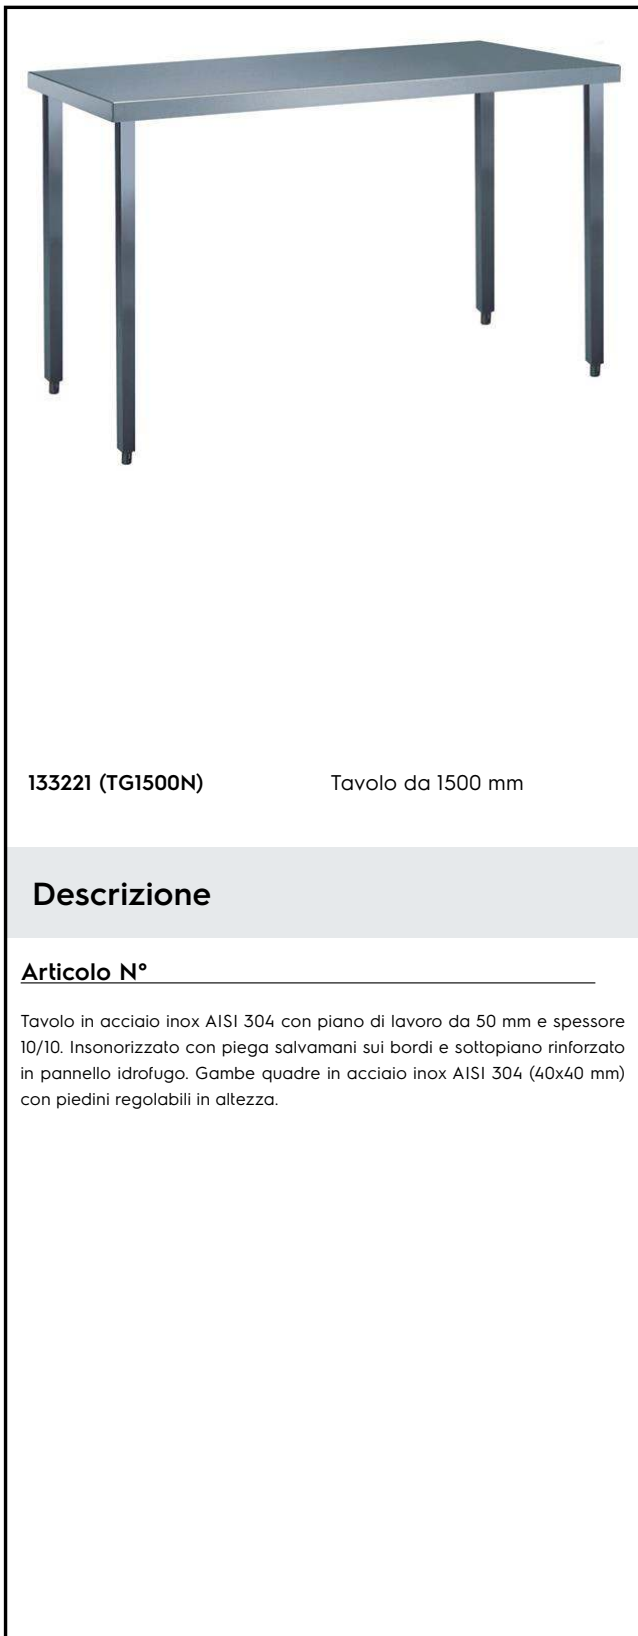 133221 (TG1500N) Tavolo da 1500 mm
Descrizione
Articolo N°
Tavolo in acciaio inox AISI 304 con piano di lavoro da 50 mm e spessore
10/10. Insonorizzato con piega salvamani sui bordi e sottopiano rinforzato
in pannello idrofugo. Gambe quadre in acciaio inox AISI 304 (40x40 mm)
con piedini regolabili in altezza.